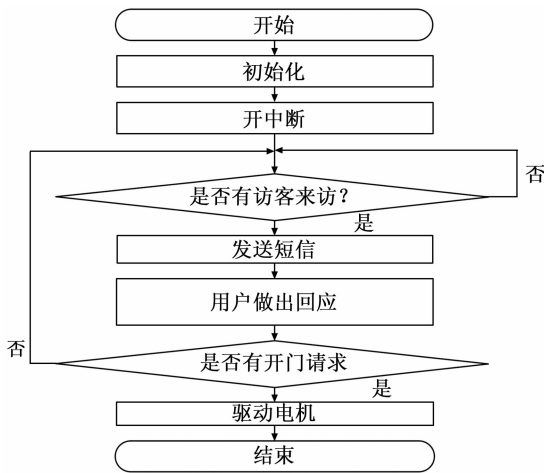 开始
初始化
开中断
否
是否有访客来访?
是
发送短信
用户做出回应
否
是否有开门请求
是
驱动电机
结束